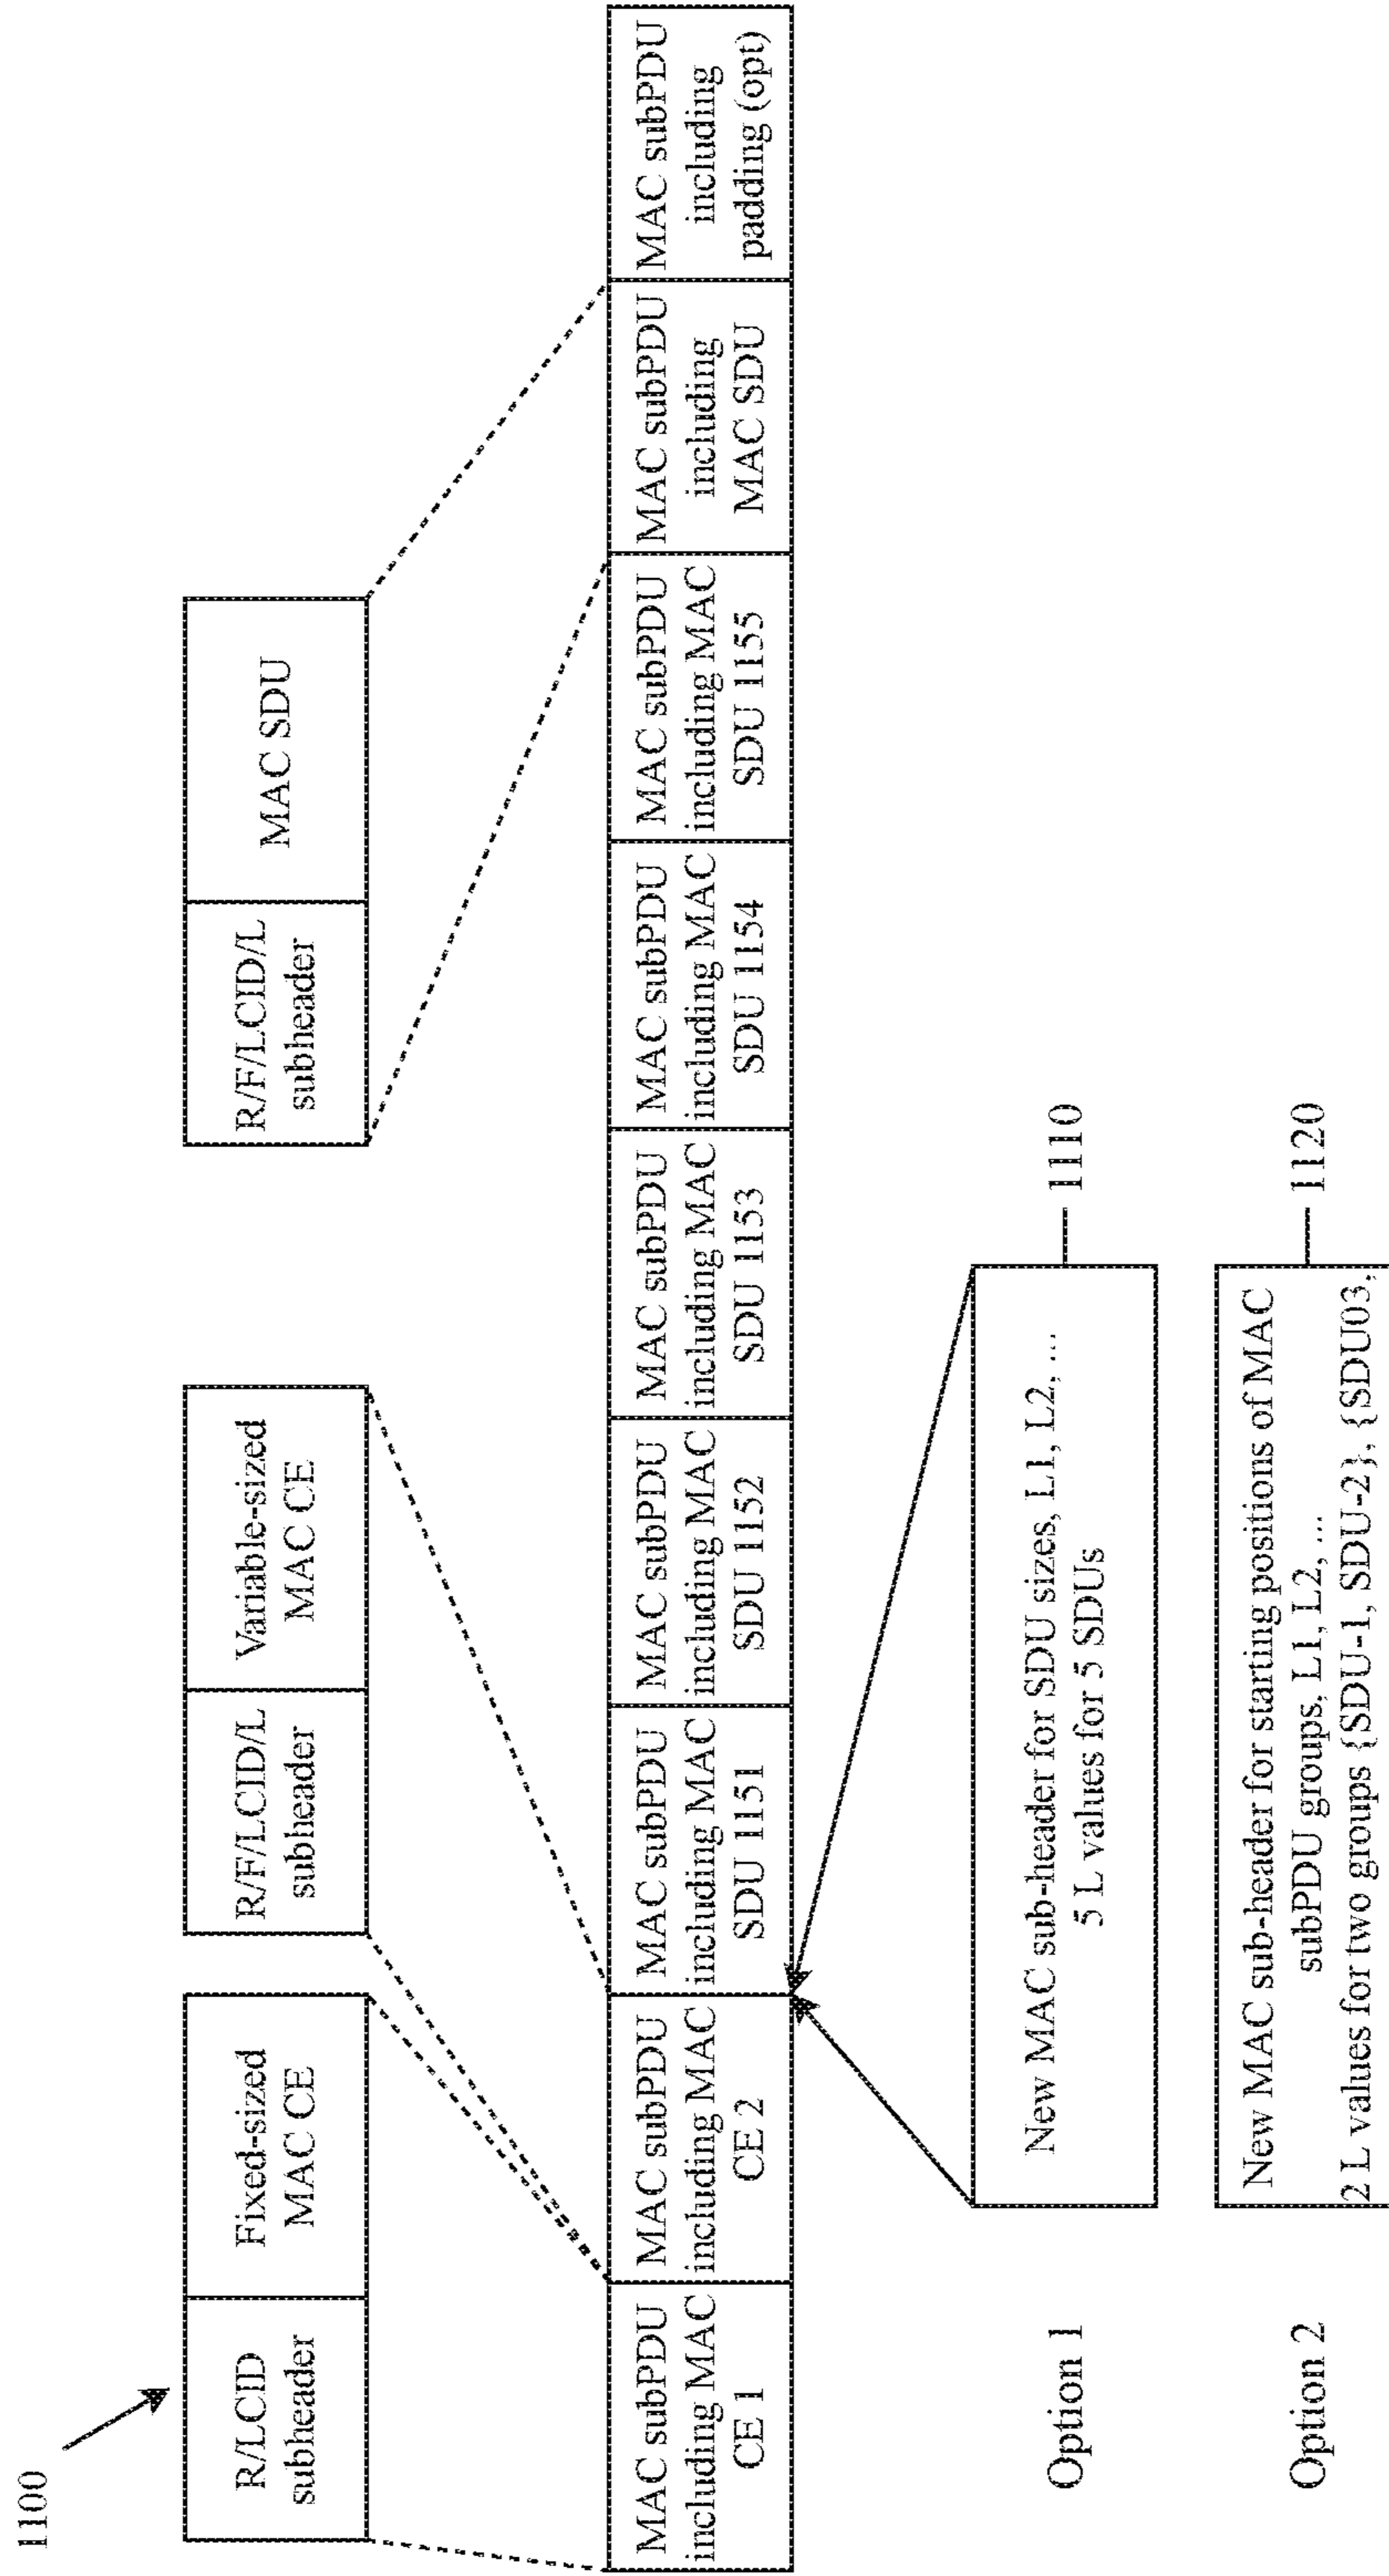 1100
R/LCID
subheader
Fixed-sized
MAC CE
R/F/LCID/L
subheader
Variable-sized
MAC CE
R/F/LCID/L
subheader
MAC SDU
MAC subPDU
including MAC
CE 1
MAC subPDU
including MAC
CE 2
MAC subPDU
including MAC
SDU 1151
MAC subPDU
including MAC
SDU 1152
MAC subPDU
including MAC
SDU 1153
MAC subPDU
including MAC
SDU 1154
MAC subPDU
including MAC
SDU 1155
MAC subPDU
including
MAC SDU
MAC subPDU
including
padding (opt)
Option 1
New MAC sub-header for SDU sizes, L1, L2, ...
5 L values for 5 SDUs
1110
Option 2
New MAC sub-header for starting positions of MAC
subPDU groups, L1, L2, ...
2 L values for two groups {SDU-1, SDU-2}, {SDU03,
1120